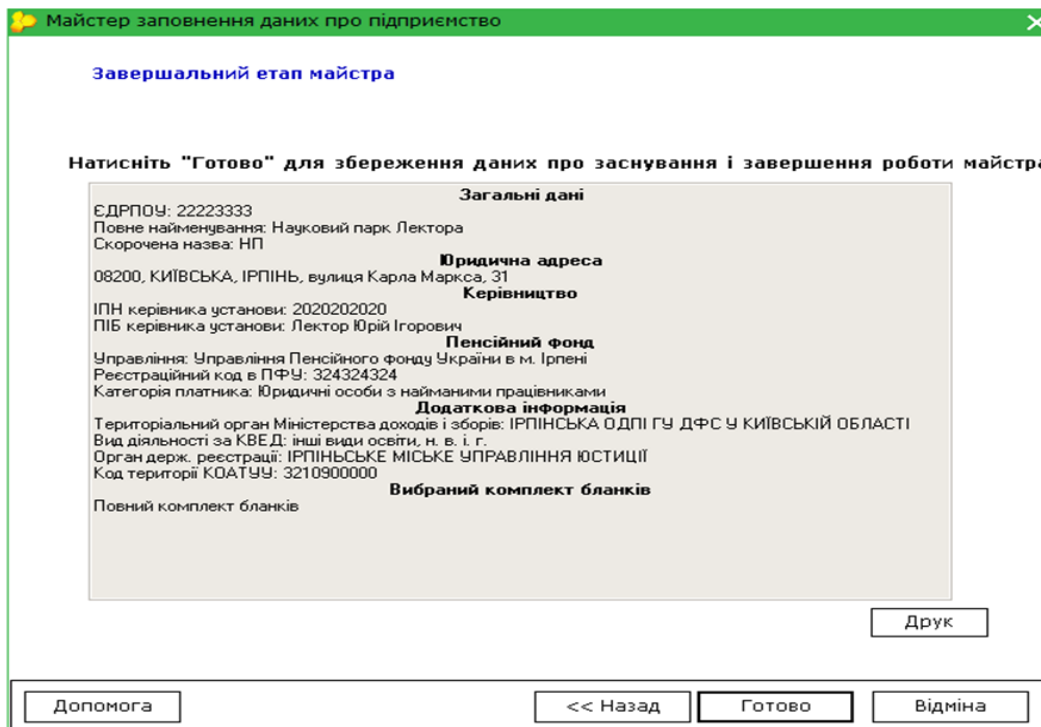 Майстер заповнення даних про підприємство
Завершальний етап майстра
Натисніть "Готово" для збереження даних про заснування і завершення роботи майстра
Загальні дані
ЄДРПОУ: 22223333
Повне найменування: Науковий парк Лектора
Скорочена назва: НП
Юридична адреса
08200, КИЇВСЬКА, ІРПІНЬ, вулиця Карла Маркса, 31
Керівництво
ІПН керівника установи: 2020202020
ПІБ керівника установи: Лектор Юрій Ігорович
Пенсійний фонд
Управління: Управління Пенсійного фонду України в м. Ірпені
Реєстраційний код в ПФУ: 324324324
Категорія платника: Юридичні особи з найманими працівниками
Додаткова інформація
Територіальний орган Міністерства доходів і зборів: ІРПІНСЬКА ОДПІ ГУ ДФС У КИЇВСЬКІЙ ОБЛАСТІ
Вид діяльності за КВЕД: інші види освіти, н. в. і. г.
Орган держ. реєстрації: ІРПІНЬСЬКЕ МІСЬКЕ УПРАВЛІННЯ ЮСТИЦІЇ
Код території КОАТУУ: 3210900000
Вибраний комплект бланків
Повний комплект бланків
Друк
Допомога
<< Назад
Готово
Відміна